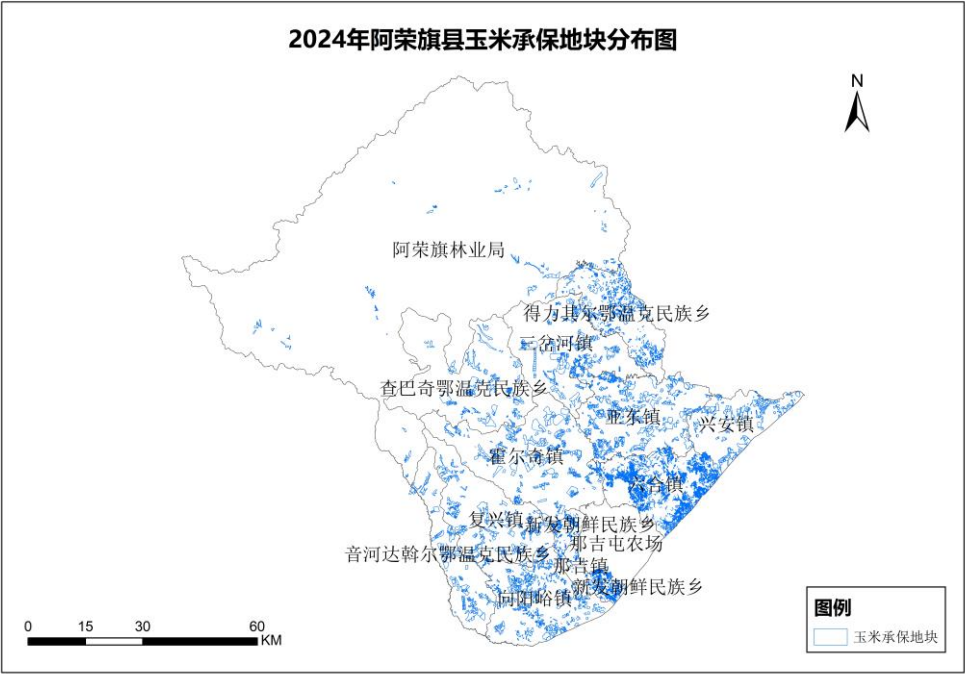 2024年阿荣旗县玉米承保地块分布图
N
阿荣旗林业局
得力其尔鄂温克民族乡
三岔河镇
查巴奇鄂温克民族乡
亚东镇
兴安镇
霍尔奇镇
六合镇
复兴镇
新发朝鲜民族乡
那吉屯农场
音河达斡尔鄂温克民族乡
那吉镇
新发朝鲜民族乡
向阳峪镇
图例
玉米承保地块
0 15 30 60
KM